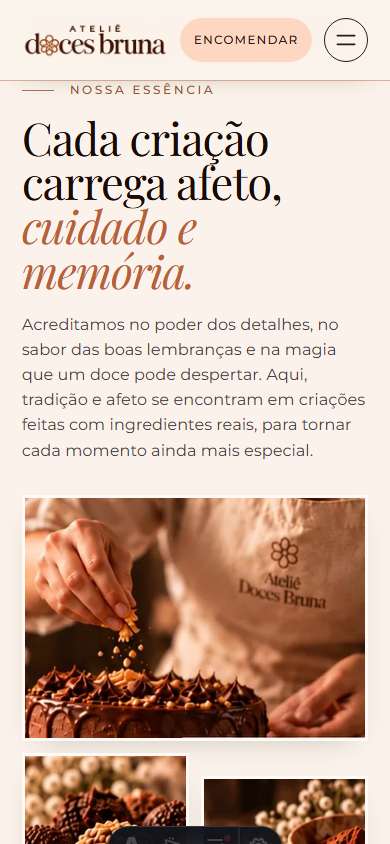 ATELIÊ
doces bruna
ENCOMENDAR
NOSSA ESSÊNCIA
Cada criação
carrega afeto,
cuidado e
memória.
Acreditamos no poder dos detalhes, no
sabor das boas lembranças e na magia
que um doce pode despertar. Aqui,
tradição e afeto se encontram em criações
feitas com ingredientes reais, para tornar
cada momento ainda mais especial.
Ateliê
Doces Bruna